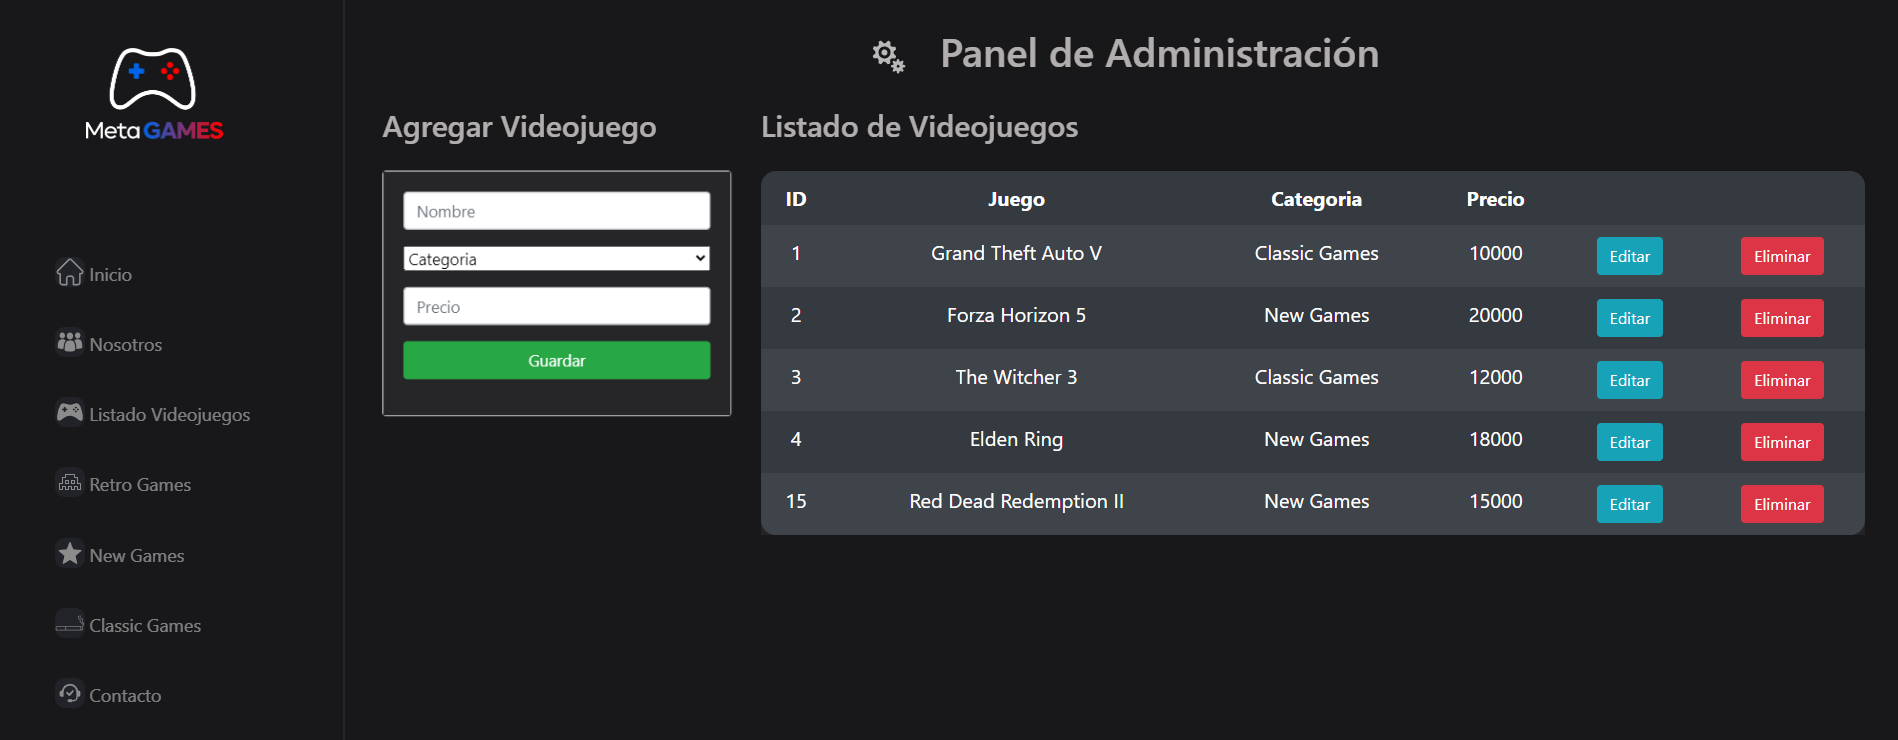 Meta GAMES
Inicio
Nosotros
Listado Videojuegos
Retro Games
New Games
Classic Games
Contacto
Panel de Administración
Agregar Videojuego
Nombre
Categoria
Precio
Guardar
Listado de Videojuegos
ID Juego Categoria Precio
1 Grand Theft Auto V Classic Games 10000 Editar Eliminar
2 Forza Horizon 5 New Games 20000 Editar Eliminar
3 The Witcher 3 Classic Games 12000 Editar Eliminar
4 Elden Ring New Games 18000 Editar Eliminar
15 Red Dead Redemption II New Games 15000 Editar Eliminar